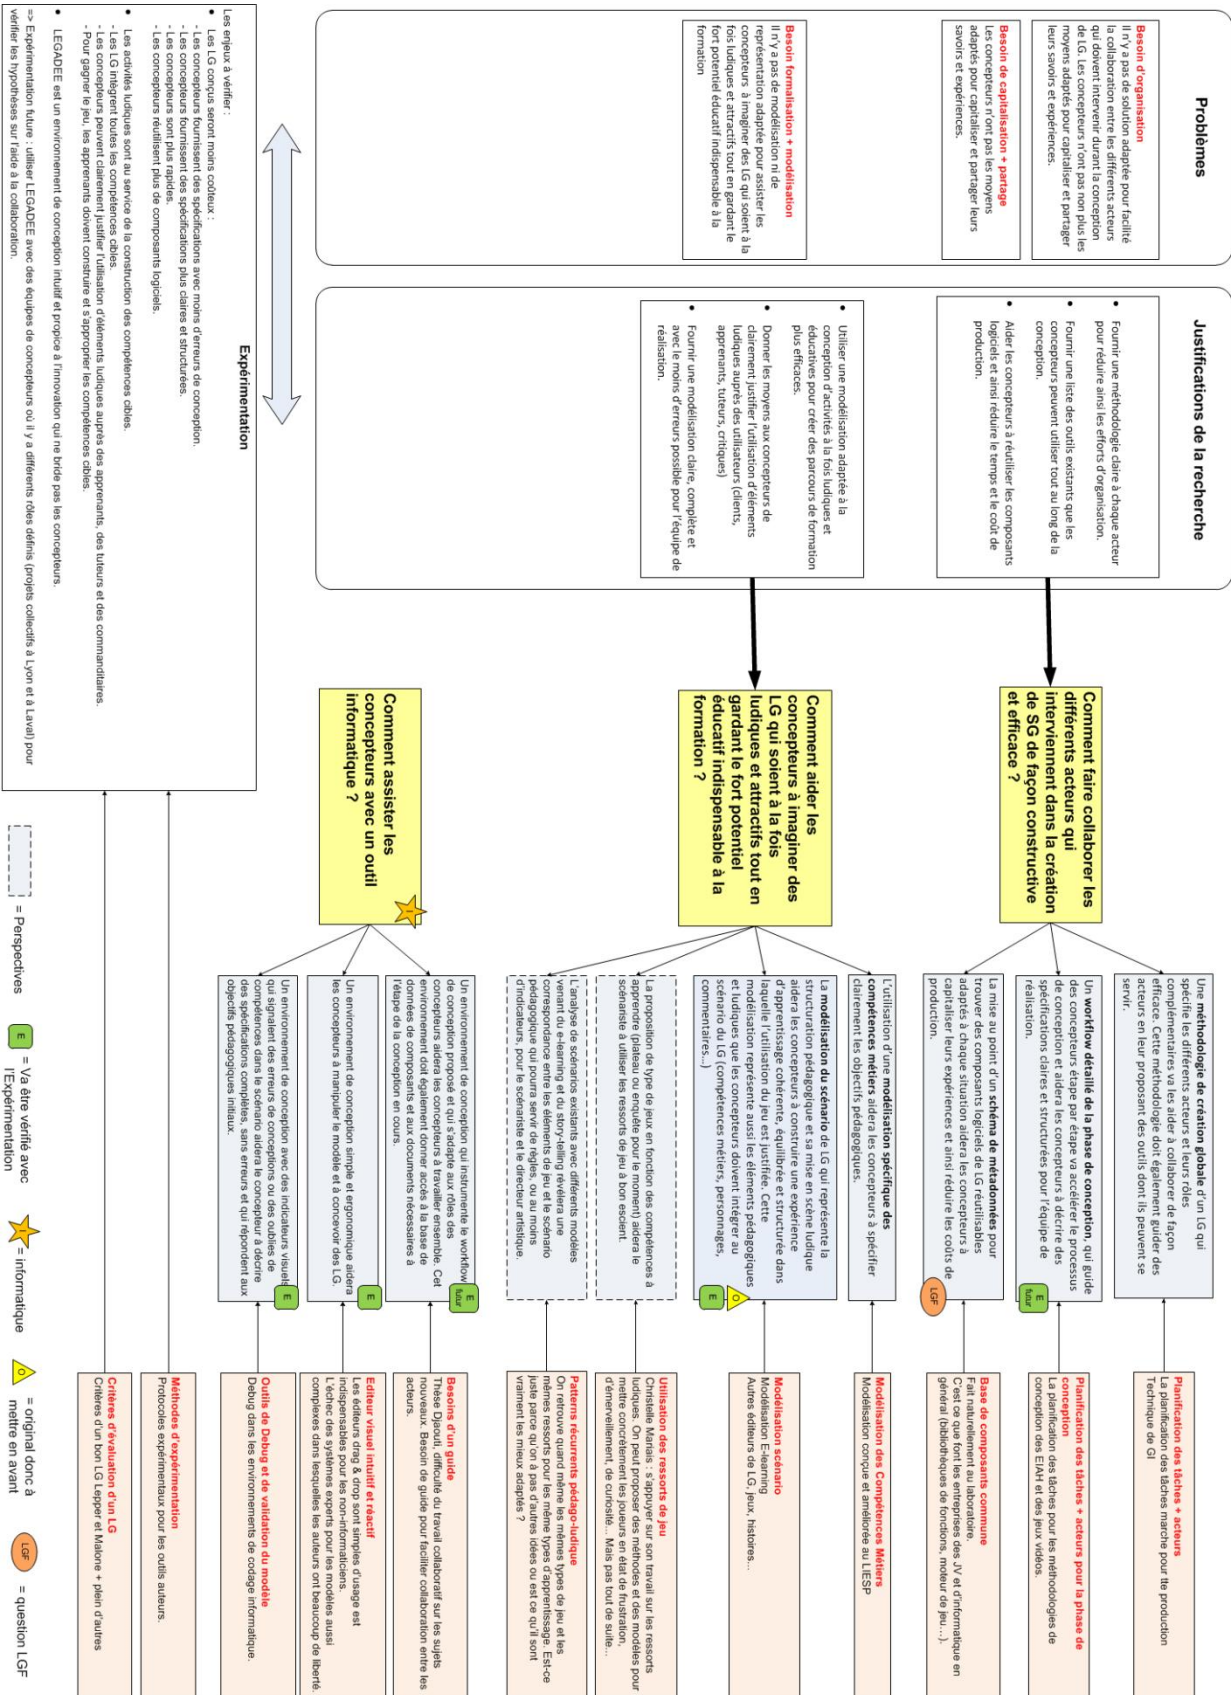 Problèmes
Besoin d'organisation
Il n'y a pas de solution adaptée pour facilité
la collaboration entre les différents acteurs
qui doivent intervenir durant la conception
de LG. Les concepteurs n'ont pas non plus les
moyens adaptés pour capitaliser et partager
leurs savoirs et expériences.
Besoin de capitalisation + partage
Les concepteurs n'ont pas les moyens
adaptés pour capitaliser et partager leurs
savoirs et expériences.
Besoin formalisation + modélisation
Il n'y a pas de modélisation ni de
représentation adaptée pour assister les
concepteurs à imaginer des LG qui soient à la
fois ludiques et attractifs tout en gardant le
fort potentiel éducatif indispensable à la
formation
Justifications de la recherche
• Fournir une méthodologie claire à chaque acteur
pour réduire ainsi les efforts d'organisation.
• Fournir une liste des outils existants que les
concepteurs peuvent utiliser tout au long de la
conception.
• Aider les concepteurs à réutiliser les composants
logiciels et ainsi réduire le temps et le coût de
production.
• Utiliser une modélisation adaptée à la
conception d'activités à la fois ludiques et
éducatives pour créer des parcours de formation
plus efficaces.
• Donner les moyens aux concepteurs de
clairement justifier l'utilisation d'éléments
ludiques auprès des utilisateurs (clients,
apprenants, tuteurs, critiques)
• Fournir une modélisation claire, complète et
avec le moins d'erreurs possible pour l'équipe de
réalisation.
Comment faire collaborer les
différents acteurs qui
interviennent dans la création
de SG de façon constructive
et efficace ?
Comment aider les
concepteurs à imaginer des
LG qui soient à la fois
ludiques et attractifs tout en
gardant le fort potentiel
éducatif indispensable à la
formation ?
Comment assister les
concepteurs avec un outil
informatique ?
I
Une méthodologie de création globale d'un LG qui
spécifie les différents acteurs et leurs rôles
complémentaires va les aider à collaborer de façon
efficace. Cette méthodologie doit également guider des
acteurs en leur proposant des outils dont ils peuvent se
servir.
Un workflow détaillé de la phase de conception, qui guide
des concepteurs étape par étape va accélérer le processus
de conception et aidera les concepteurs à décrire des
spécifications claires et structurées pour l'équipe de
réalisation.
E
futur
La mise au point d'un schéma de métadonnées pour
trouver des composants logiciels de LG réutilisables
adaptés à chaque situation aidera les concepteurs à
capitaliser leurs expériences et ainsi réduire les coûts de
production.
LGF
L'utilisation d'une modélisation spécifique des
compétences métiers aidera les concepteurs à spécifier
clairement les objectifs pédagogiques.
La modélisation du scénario de LG qui représente la
structuration pédagogique et sa mise en scène ludique
aidera les concepteurs à construire une expérience
d'apprentissage cohérente, équilibrée et structurée dans
laquelle l'utilisation du jeu est justifiée. Cette
modélisation représente aussi les éléments pédagogiques
et ludiques que les concepteurs doivent intégrer au
scénario du LG (compétences métiers, personnages,
commentaires...)
O
E
La proposition de type de jeux en fonction des compétences à
apprendre (plateau ou enquête pour le moment) aidera le
scénariste à utiliser les ressorts de jeu à bon escient.
L'analyse de scénarios existants avec différents modèles
venant du e-learning et du story-telling révèlera une
correspondance entre les éléments de jeu et le scénario
pédagogique qui pourra servir de règles, ou au moins
d'indicateurs, pour le scénariste et le directeur artistique.
Un environnement de conception qui instrumente le workflow
de conception proposé et qui s'adapte aux rôles des
concepteurs aidera les concepteurs à travailler ensemble. Cet
environnement doit également donner accès à la base de
données de composants et aux documents nécessaires à
l'étape de la conception en cours.
E
futur
Un environnement de conception simple et ergonomique aidera
les concepteurs à manipuler le modèle et à concevoir des LG.
E
Un environnement de conception avec des indicateurs visuels
qui signalent des erreurs de conceptions ou des oublies de
compétences dans le scénario aidera le concepteur à décrire
des spécifications complètes, sans erreurs et qui répondent aux
objectifs pédagogiques initiaux.
E
Planification des tâches + acteurs
La planification des tâches marche pour tte production
Technique de GI
Planification des tâches + acteurs pour la phase de
conception
La planification des tâches pour les méthodologies de
conception des EIAH et des jeux vidéos.
Base de composants commune
Fait naturellement au laboratoire.
C'est ce que font les entreprises des JV et d'informatique en
général (bibliothèques de fonctions, moteur de jeu...).
Modélisation des Compétences Métiers
Modélisation conçue et améliorée au LIESP
Modélisation scénario
Modélisation E-learning
Autres éditeurs de LG, jeux, histoires...
Utilisation des ressorts de jeu
Christelle Mariais : s'appuyer sur son travail sur les ressorts
ludiques. On peut proposer des méthodes et des modèles pour
mettre concrètement les joueurs en état de frustration,
d'émerveillement, de curiosité... Mais pas tout de suite...
Patterns récurrents pédago-ludique
On retrouve quand même les mêmes types de jeu et les
mêmes ressorts pour les même types d'apprentissage. Est-ce
juste parce qu'on à pas d'autres idées ou est ce qu'il sont
vraiment les mieux adaptés ?
Besoins d'un guide
Thèse Djaouti, difficulté du travail collaboratif sur les sujets
nouveaux. Besoin de guide pour faciliter collaboration entre les
acteurs.
Editeur visuel intuitif et réactif
Les éditeurs drag & drop sont simples d'usage est
indispensables pour les non-informaticiens.
L'échec des systèmes experts pour les modèles aussi
complexes dans lesquelles les auteurs ont beaucoup de liberté.
Outils de Debug et de validation du modèle
Debug dans les environnements de codage informatique.
Méthodes d'expérimentation
Protocoles expérimentaux pour les outils auteurs.
Critères d'évaluation d'un LG
Critères d'un bon LG Lepper et Malone + plein d'autres
Expérimentation
Les enjeux à vérifier :
• Les LG conçus seront moins coûteux :
- Les concepteurs fournissent des spécifications avec moins d'erreurs de conception.
- Les concepteurs fournissent des spécifications plus claires et structurées.
- Les concepteurs sont plus rapides.
- Les concepteurs réutilisent plus de composants logiciels.
• Les activités ludiques sont au service de la construction des compétences cibles.
- Les LG intègrent toutes les compétences cibles.
- Les concepteurs peuvent clairement justifier l'utilisation d'éléments ludiques auprès des apprenants, des tuteurs et des commanditaires.
- Pour gagner le jeu, les apprenants doivent construire et s'approprier les compétences cibles.
• LEGADEE est un environnement de conception intuitif et propice à l'innovation qui ne bride pas les concepteurs.
=> Expérimentation future : utiliser LEGADEE avec des équipes de concepteurs où il y a différents rôles définis (projets collectifs à Lyon et à Laval) pour
vérifier les hypothèses sur l'aide à la collaboration.
= Perspectives
E = Va être vérifié avec
l'Expérimentation
I = informatique
O = original donc à
mettre en avant
LGF = question LGF